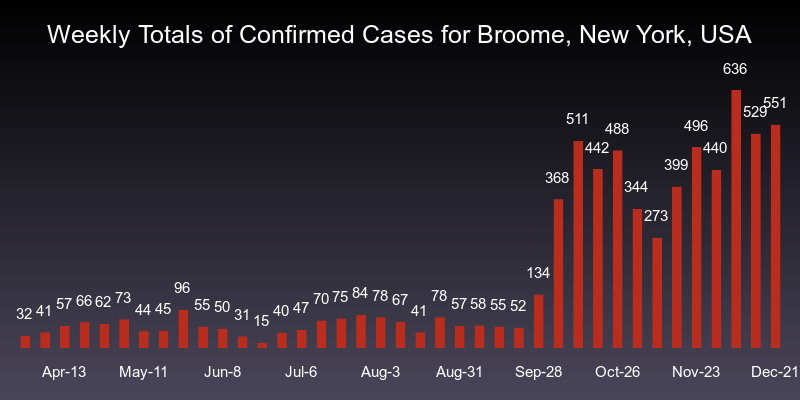 Weekly Totals of Confirmed Cases for Broome, New York, USA
32 41 57 66 62 73 44 45 96 55 50 31 15 40 47 70 75 84 78 67 41 78 57 58 55 52 134 368 511 442 488 344 273 399 496 440 636 529 551
Apr-13 May-11 Jun-8 Jul-6 Aug-3 Aug-31 Sep-28 Oct-26 Nov-23 Dec-21